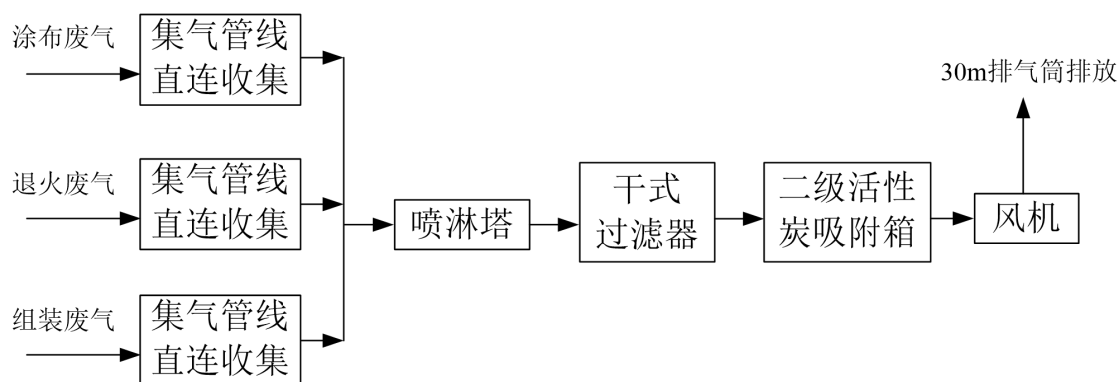 涂布废气
集气管线
直连收集
退火废气
集气管线
直连收集
组装废气
集气管线
直连收集
喷淋塔
干式
过滤器
二级活性
炭吸附箱
风机
30m排气筒排放